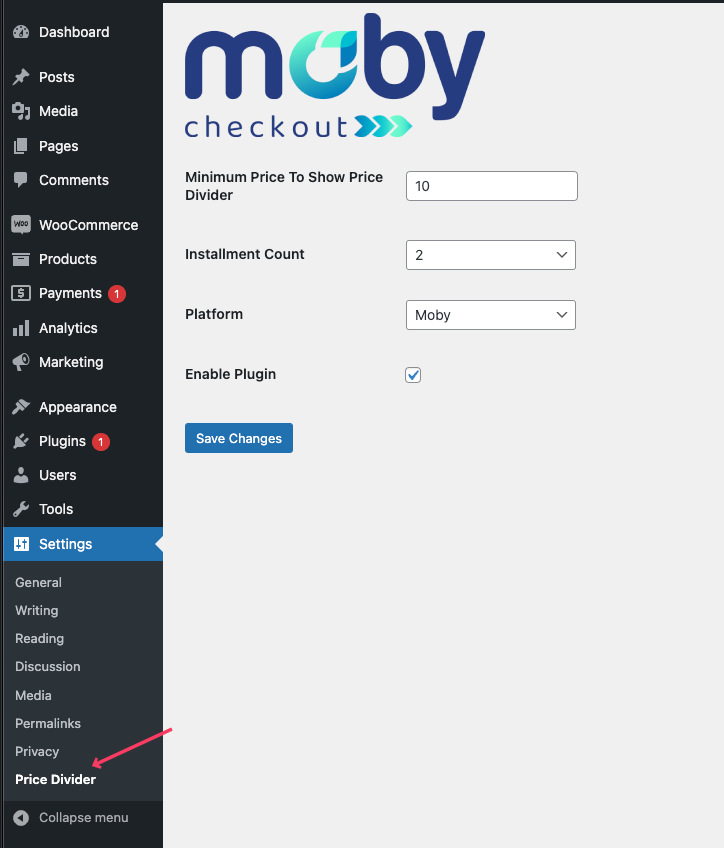 Dashboard
Posts
Media
Pages
Comments
WOO WooCommerce
Products
$ Payments 1
Analytics
Marketing
Appearance
Plugins 1
Users
Tools
Settings
General
Writing
Reading
Discussion
Media
Permalinks
Privacy
Price Divider
Collapse menu
moby
checkout
Minimum Price To Show Price
Divider
10
Installment Count
2
Platform
Moby
Enable Plugin
Save Changes